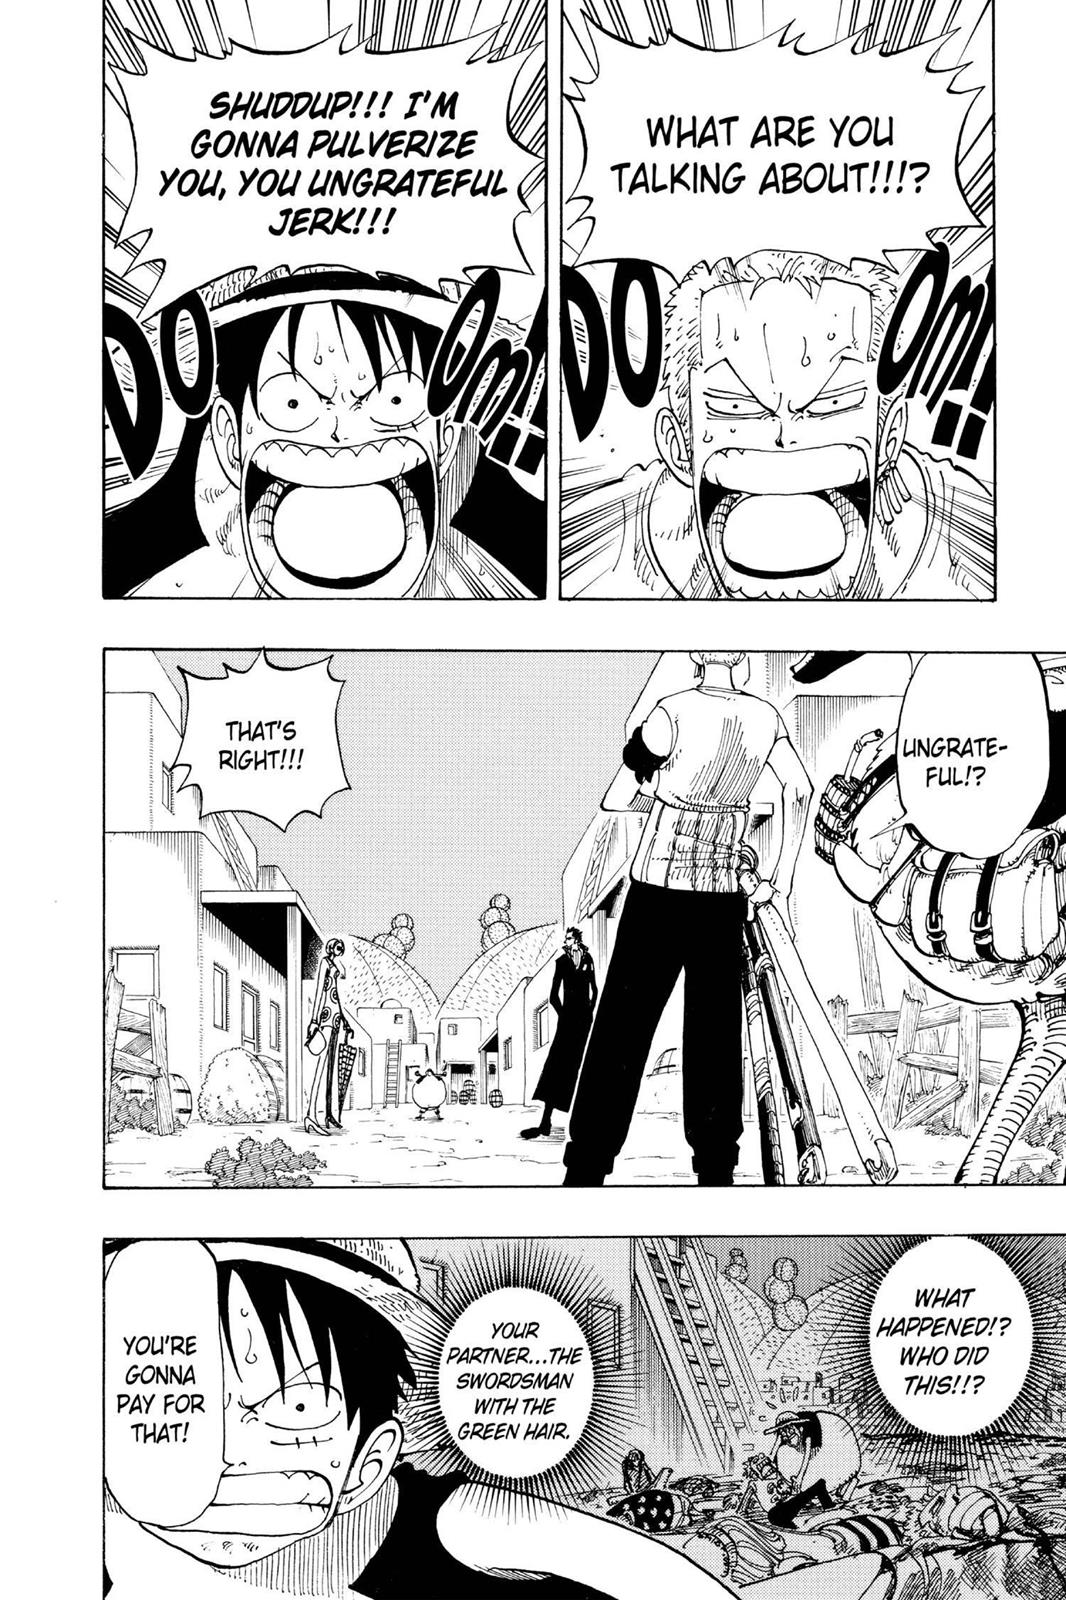 WHAT ARE YOU
TALKING ABOUT!!!?
DO
OM!!
SHUDDUP!!! I'M
GONNA PULVERIZE
YOU, YOU UNGRATEFUL
JERK!!!
DO
OM!!
UNGRATE-
FUL!?
THAT'S
RIGHT!!!
WHAT
HAPPENED!?
WHO DID
THIS!!?
YOUR
PARTNER...THE
SWORDSMAN
WITH THE
GREEN HAIR.
YOU'RE
GONNA
PAY FOR
THAT!